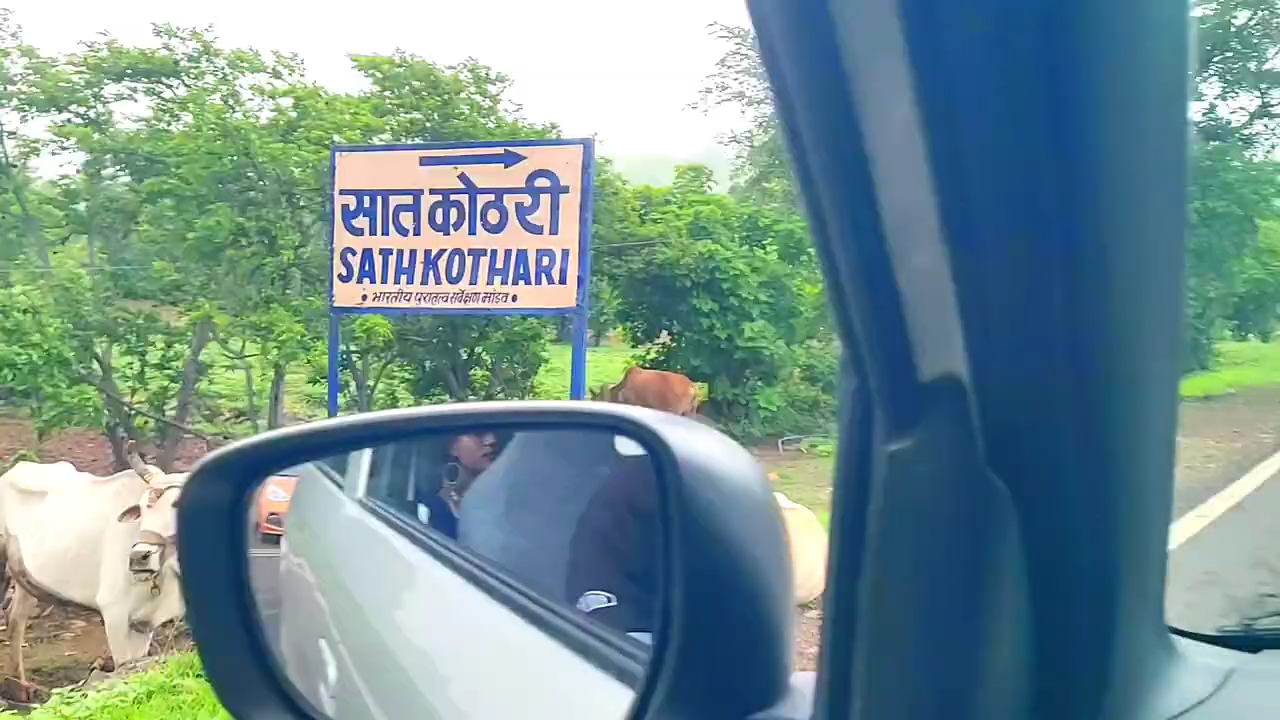 सात कोठरी
SATH KOTHARI
• भारतीय पुरातत्व सर्वेक्षण मांडव •